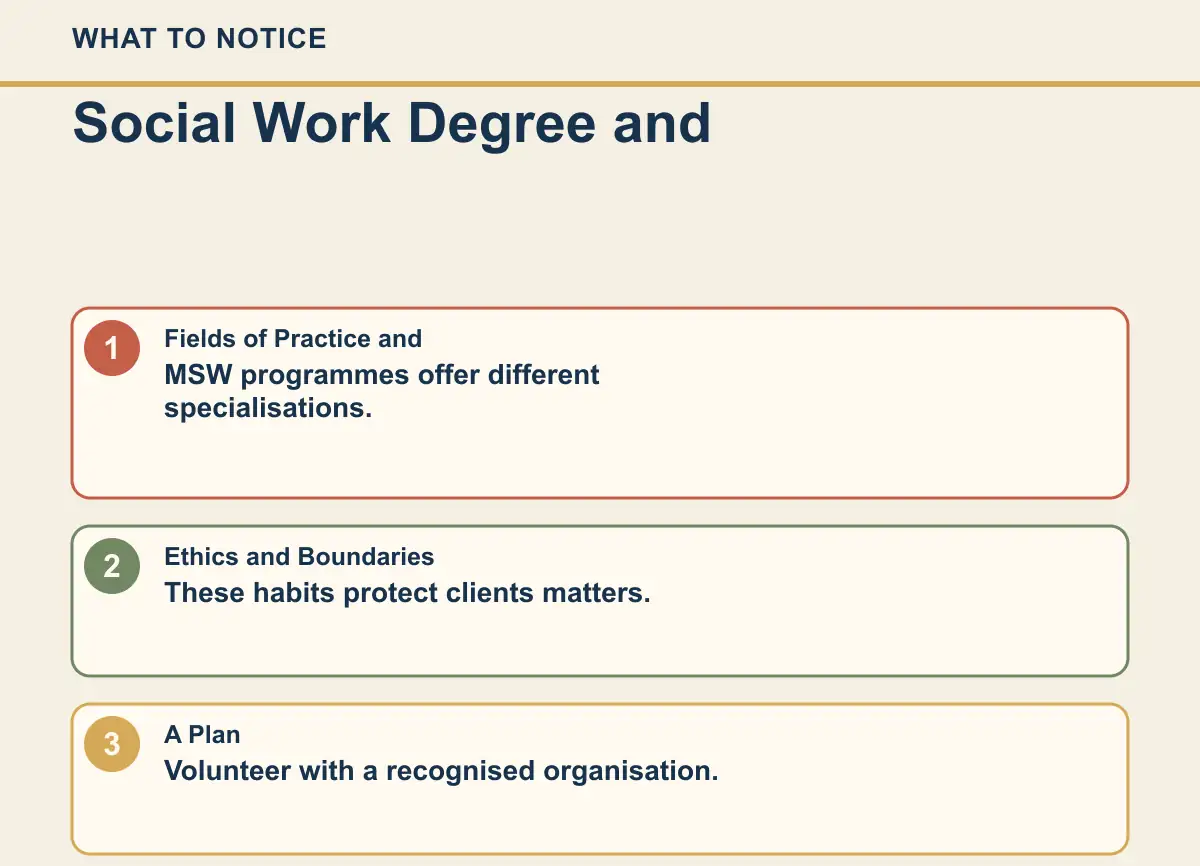 WHAT TO NOTICE
Social Work Degree and
1
Fields of Practice and
MSW programmes offer different
specialisations.
2
Ethics and Boundaries
These habits protect clients matters.
3
A Plan
Volunteer with a recognised organisation.